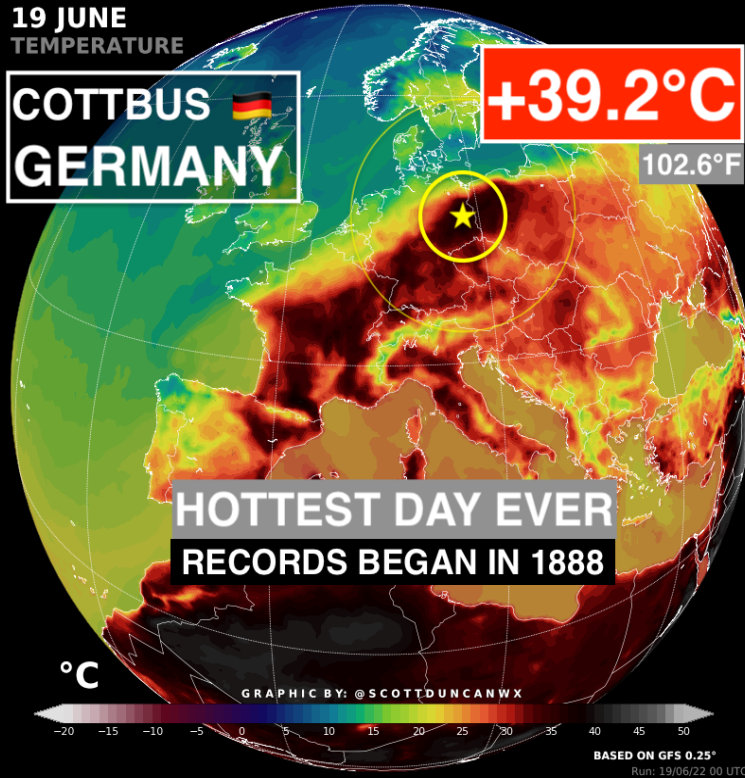 19 JUNE
TEMPERATURE
COTTBUS
GERMANY
+39.2°C
102.6°F
HOTTEST DAY EVER
RECORDS BEGAN IN 1888
°C
GRAPHIC BY: @SCOTTDUNCANWX
−20 −15 −10 −5 0 5 10 15 20 25 30 35 40 45 50
BASED ON GFS 0.25°
Run: 19/06/22 00 UTC